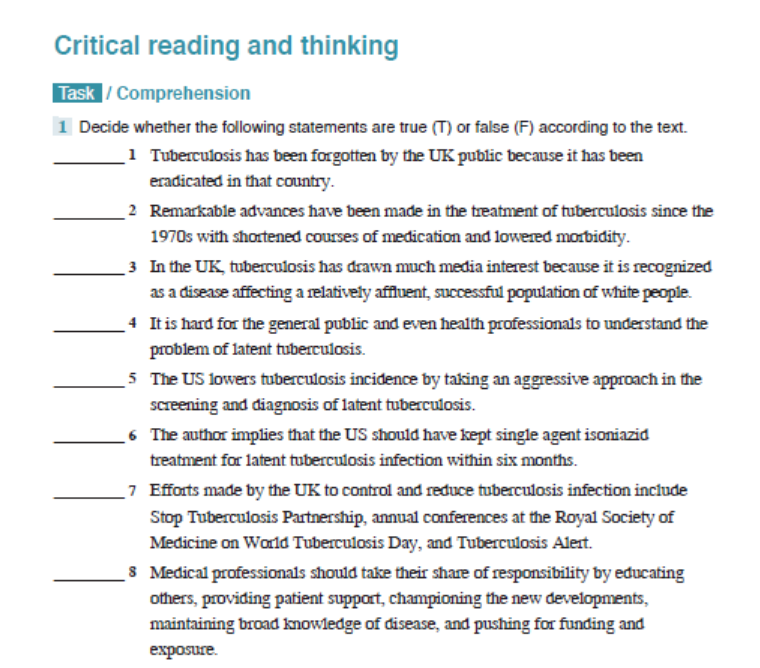 Critical reading and thinking
Task / Comprehension
1 Decide whether the following statements are true (T) or false (F) according to the text.
1 Tuberculosis has been forgotten by the UK public because it has been
eradicated in that country.
2 Remarkable advances have been made in the treatment of tuberculosis since the
1970s with shortened courses of medication and lowered morbidity.
3 In the UK, tuberculosis has drawn much media interest because it is recognized
as a disease affecting a relatively affluent, successful population of white people.
4 It is hard for the general public and even health professionals to understand the
problem of latent tuberculosis.
5 The US lowers tuberculosis incidence by taking an aggressive approach in the
screening and diagnosis of latent tuberculosis.
6 The author implies that the US should have kept single agent isoniazid
treatment for latent tuberculosis infection within six months.
7 Efforts made by the UK to control and reduce tuberculosis infection include
Stop Tuberculosis Partnership, annual conferences at the Royal Society of
Medicine on World Tuberculosis Day, and Tuberculosis Alert.
8 Medical professionals should take their share of responsibility by educating
others, providing patient support, championing the new developments,
maintaining broad knowledge of disease, and pushing for funding and
exposure.